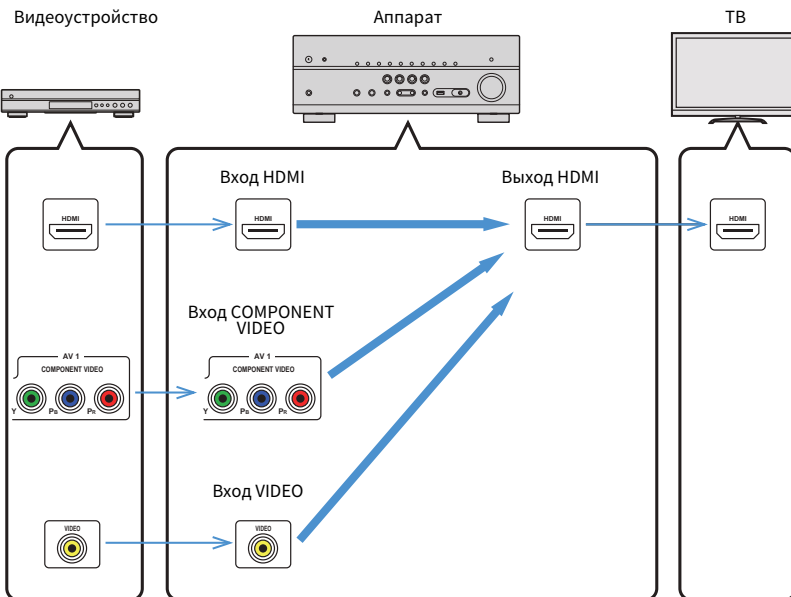 Видеоустройство
Аппарат
ТВ
Вход HDMI
Выход HDMI
HDMI
HDMI
HDMI
HDMI
Вход COMPONENT
VIDEO
AV 1
COMPONENT VIDEO
Y PB PR
AV 1
COMPONENT VIDEO
Y PB PR
Вход VIDEO
VIDEO
VIDEO